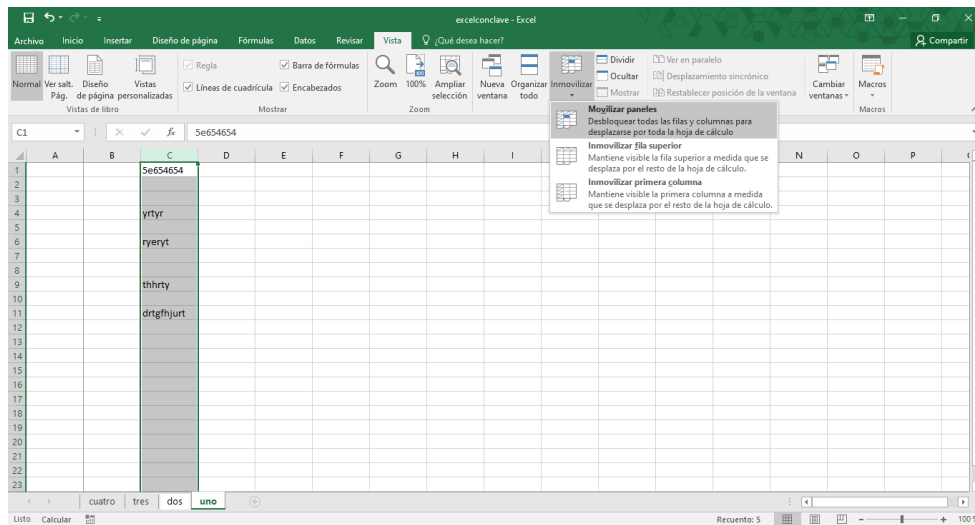 excelconclave - Excel
Archivo Inicio Insertar Diseño de página Fórmulas Datos Revisar Vista ¿Qué desea hacer? Compartir
Normal Ver salt. Pág. Diseño de página Vistas personalizadas
Vistas de libro
Regla Barra de fórmulas
Líneas de cuadrícula Encabezados
Mostrar
Zoom 100% Ampliar selección
Zoom
Nueva ventana Organizar todo Inmovilizar
Dividir
Ocultar
Mostrar
Ver en paralelo
Desplazamiento sincrónico
Restablecer posición de la ventana
Cambiar ventanas
Macros
Macros
Movilizar paneles
Desbloquear todas las filas y columnas para
desplazarse por toda la hoja de cálculo
Inmovilizar fila superior
Mantiene visible la fila superior a medida que se
desplaza por el resto de la hoja de cálculo.
Inmovilizar primera columna
Mantiene visible la primera columna a medida
que se desplaza por el resto de la hoja de cálculo.
C1 fx 5e654654
A B C D E F G H I N O P
1 5e654654
2
3
4 yrtyr
5
6 ryeryt
7
8
9 thhrty
10
11 drtgfhjurt
12
13
14
15
16
17
18
19
20
21
22
23
cuatro tres dos uno
Listo Calcular Recuento: 5 100